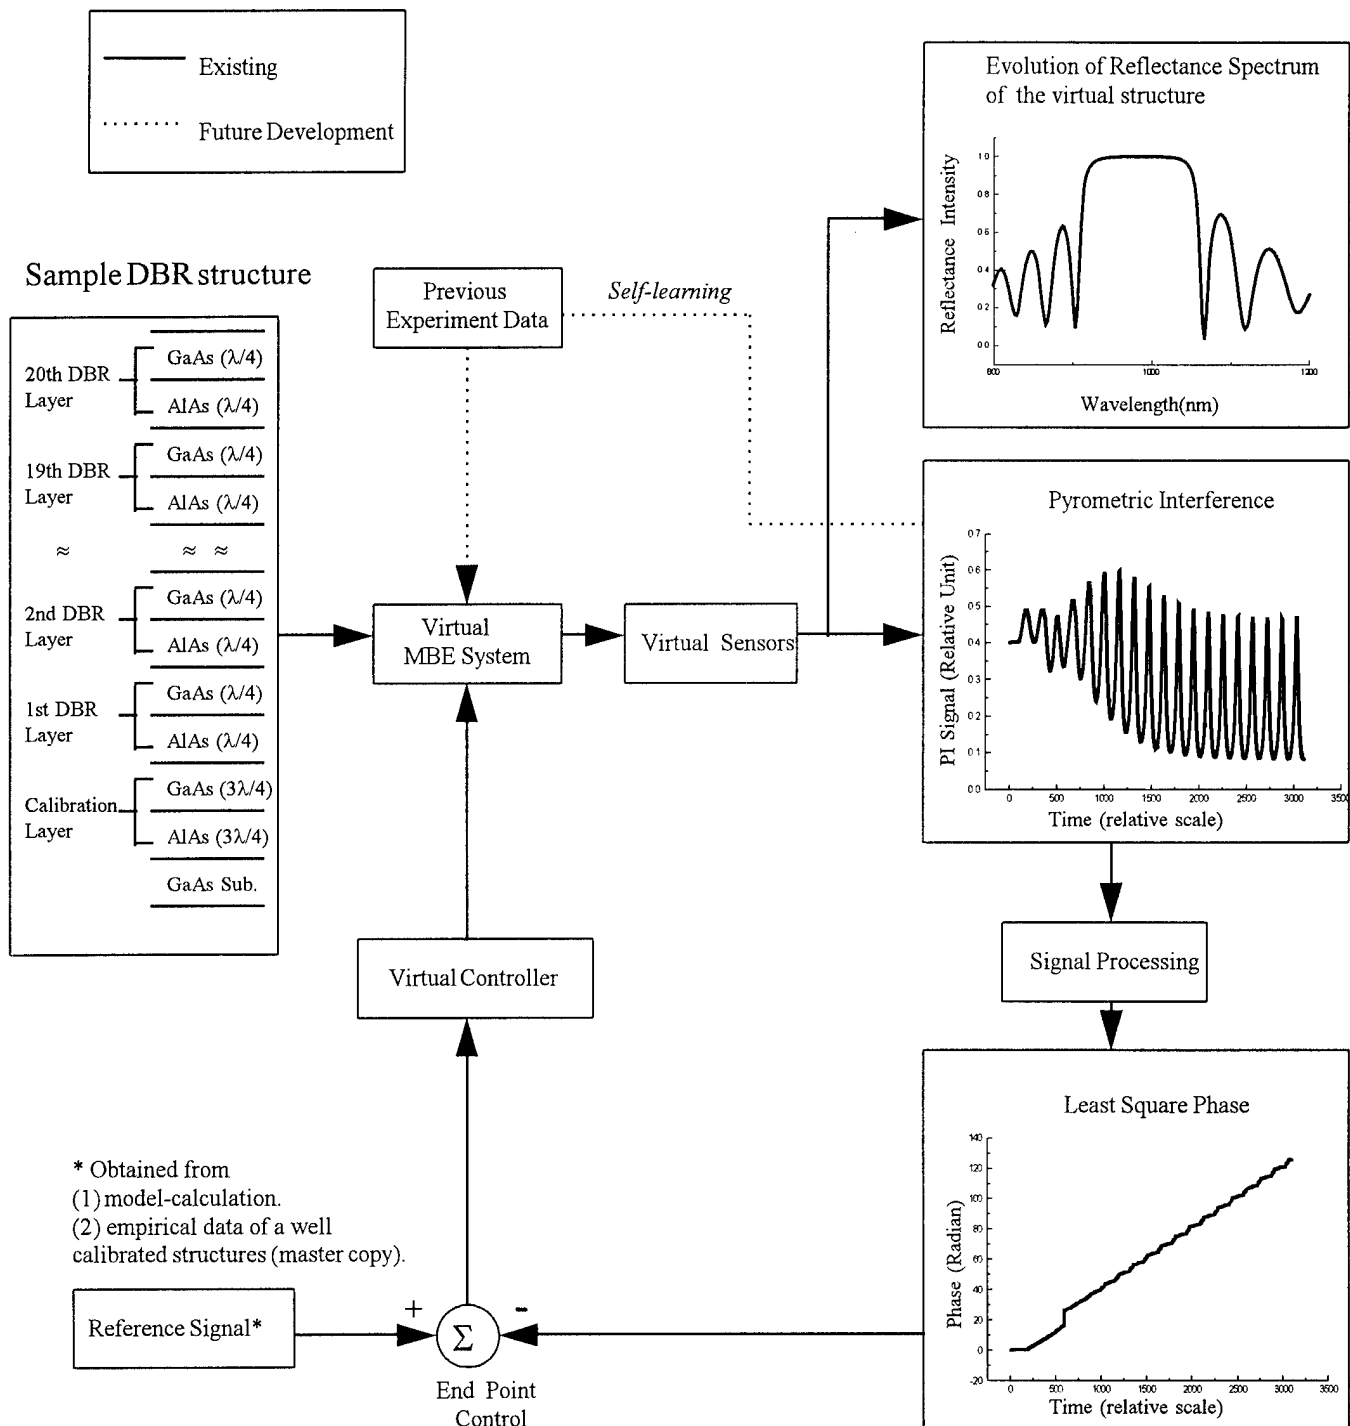 Existing
Future Development
Evolution of Reflectance Spectrum
of the virtual structure
Reflectance Intensity
1.0
0.8
0.6
0.4
0.2
0.0
800
1000
1200
Wavelength(nm)
Sample DBR structure
20th DBR
Layer
GaAs (λ/4)
AlAs (λ/4)
19th DBR
Layer
GaAs (λ/4)
AlAs (λ/4)
≈
≈ ≈
2nd DBR
Layer
GaAs (λ/4)
AlAs (λ/4)
1st DBR
Layer
GaAs (λ/4)
AlAs (λ/4)
Calibration
Layer
GaAs (3λ/4)
AlAs (3λ/4)
GaAs Sub.
Previous
Experiment Data
Self-learning
Virtual
MBE System
Virtual Sensors
Pyrometric Interference
PI Signal (Relative Unit)
0.7
0.6
0.5
0.4
0.3
0.2
0.1
0.0
0
500
1000
1500
2000
2500
3000
3500
Time (relative scale)
Signal Processing
Virtual Controller
Least Square Phase
Phase (Radian)
140
120
100
80
60
40
20
0
-20
0
500
1000
1500
2000
2500
3000
3500
Time (relative scale)
* Obtained from
(1) model-calculation.
(2) empirical data of a well
calibrated structures (master copy).
Reference Signal*
+
-
Σ
End Point
Control